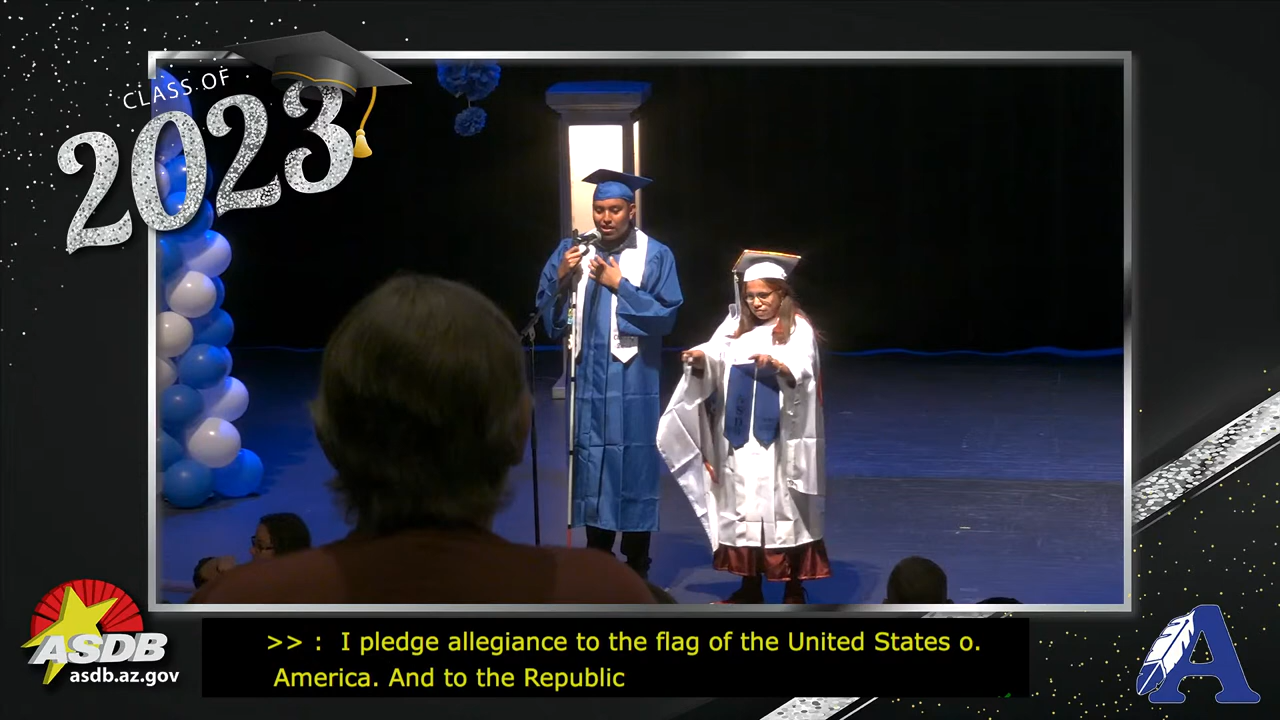 CLASS OF
2023
ASDB
asdb.az.gov
>> : I pledge allegiance to the flag of the United States o.
America. And to the Republic
A